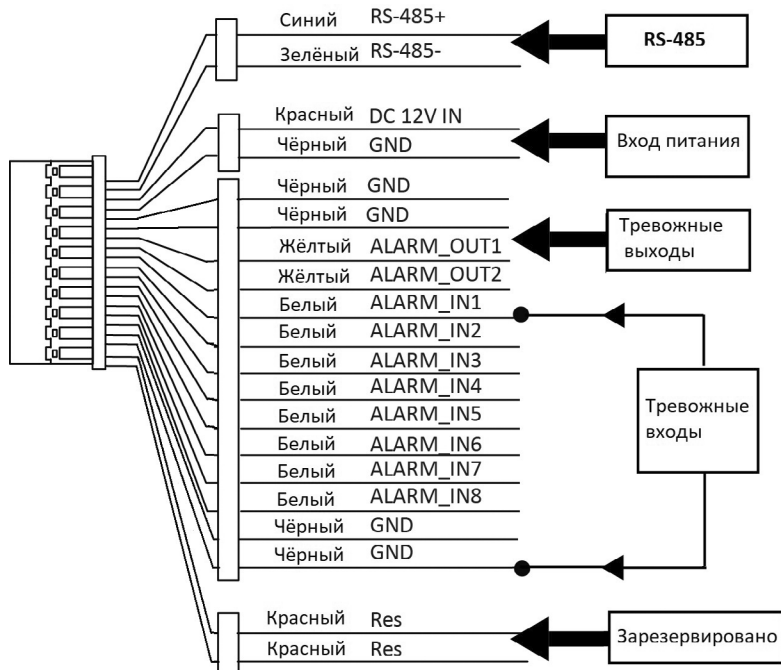 Синий RS-485+
Зелёный RS-485-
RS-485
Красный DC 12V IN
Чёрный GND
Вход питания
Чёрный GND
Чёрный GND
Жёлтый ALARM_OUT1
Жёлтый ALARM_OUT2
Тревожные
выходы
Белый ALARM_IN1
Белый ALARM_IN2
Белый ALARM_IN3
Белый ALARM_IN4
Белый ALARM_IN5
Белый ALARM_IN6
Белый ALARM_IN7
Белый ALARM_IN8
Чёрный GND
Чёрный GND
Тревожные
входы
Красный Res
Красный Res
Зарезервировано